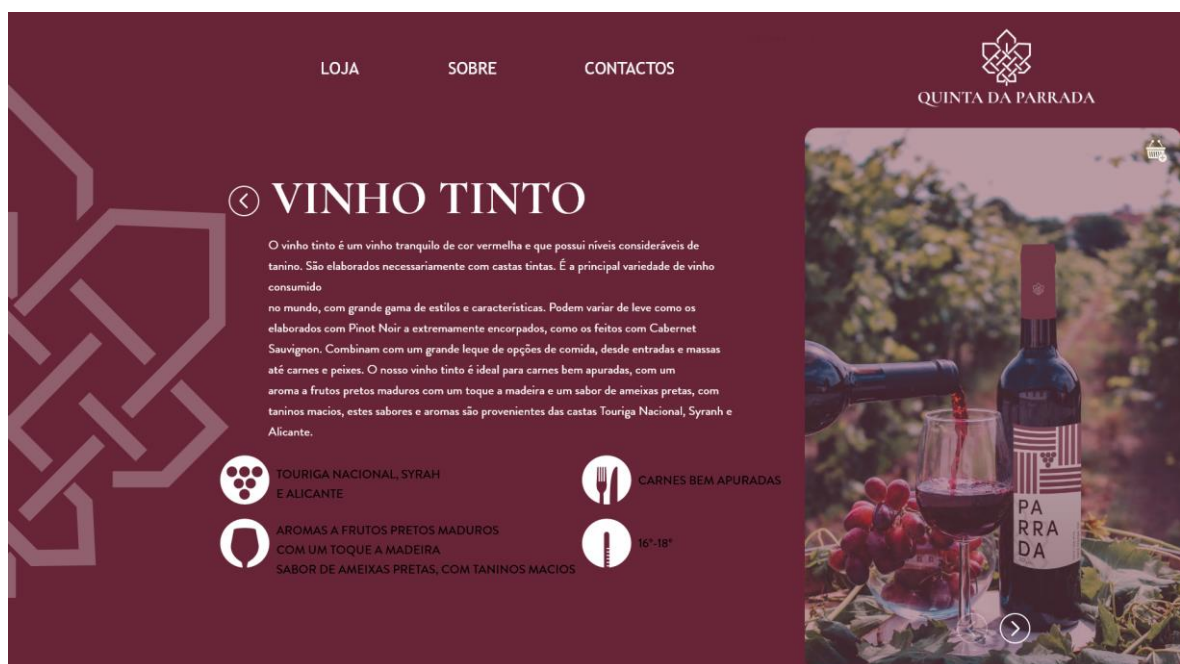 LOJA SOBRE CONTACTOS
QUINTA DA PARRADA
VINHO TINTO
O vinho tinto é um vinho tranquilo de cor vermelha e que possui níveis consideráveis de
tanino. São elaborados necessariamente com castas tintas. É a principal variedade de vinho
consumido
no mundo, com grande gama de estilos e características. Podem variar de leve como os
elaborados com Pinot Noir a extremamente encorpados, como os feitos com Cabernet
Sauvignon. Combinam com um grande leque de opções de comida, desde entradas e massas
até carnes e peixes. O nosso vinho tinto é ideal para carnes bem apuradas, com um
aroma a frutos pretos maduros com um toque a madeira e um sabor de ameixas pretas, com
taninos macios, estes sabores e aromas são provenientes das castas Touriga Nacional, Syranh e
Alicante.
TOURIGA NACIONAL, SYRAH
E ALICANTE
CARNES BEM APURADAS
AROMAS A FRUTOS PRETOS MADUROS
COM UM TOQUE A MADEIRA
SABOR DE AMEIXAS PRETAS, COM TANINOS MACIOS
16°-18°
PA
RRA
DA